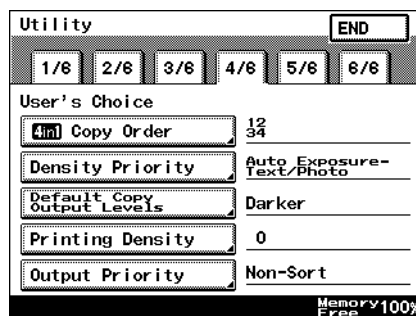 Utility END
1/6 2/6 3/6 4/6 5/6 6/6
User's Choice
4in1 Copy Order 12
34
Density Priority Auto Exposure-
Text/Photo
Default Copy
Output Levels Darker
Printing Density 0
Output Priority Non-Sort
Memory
Free 100%